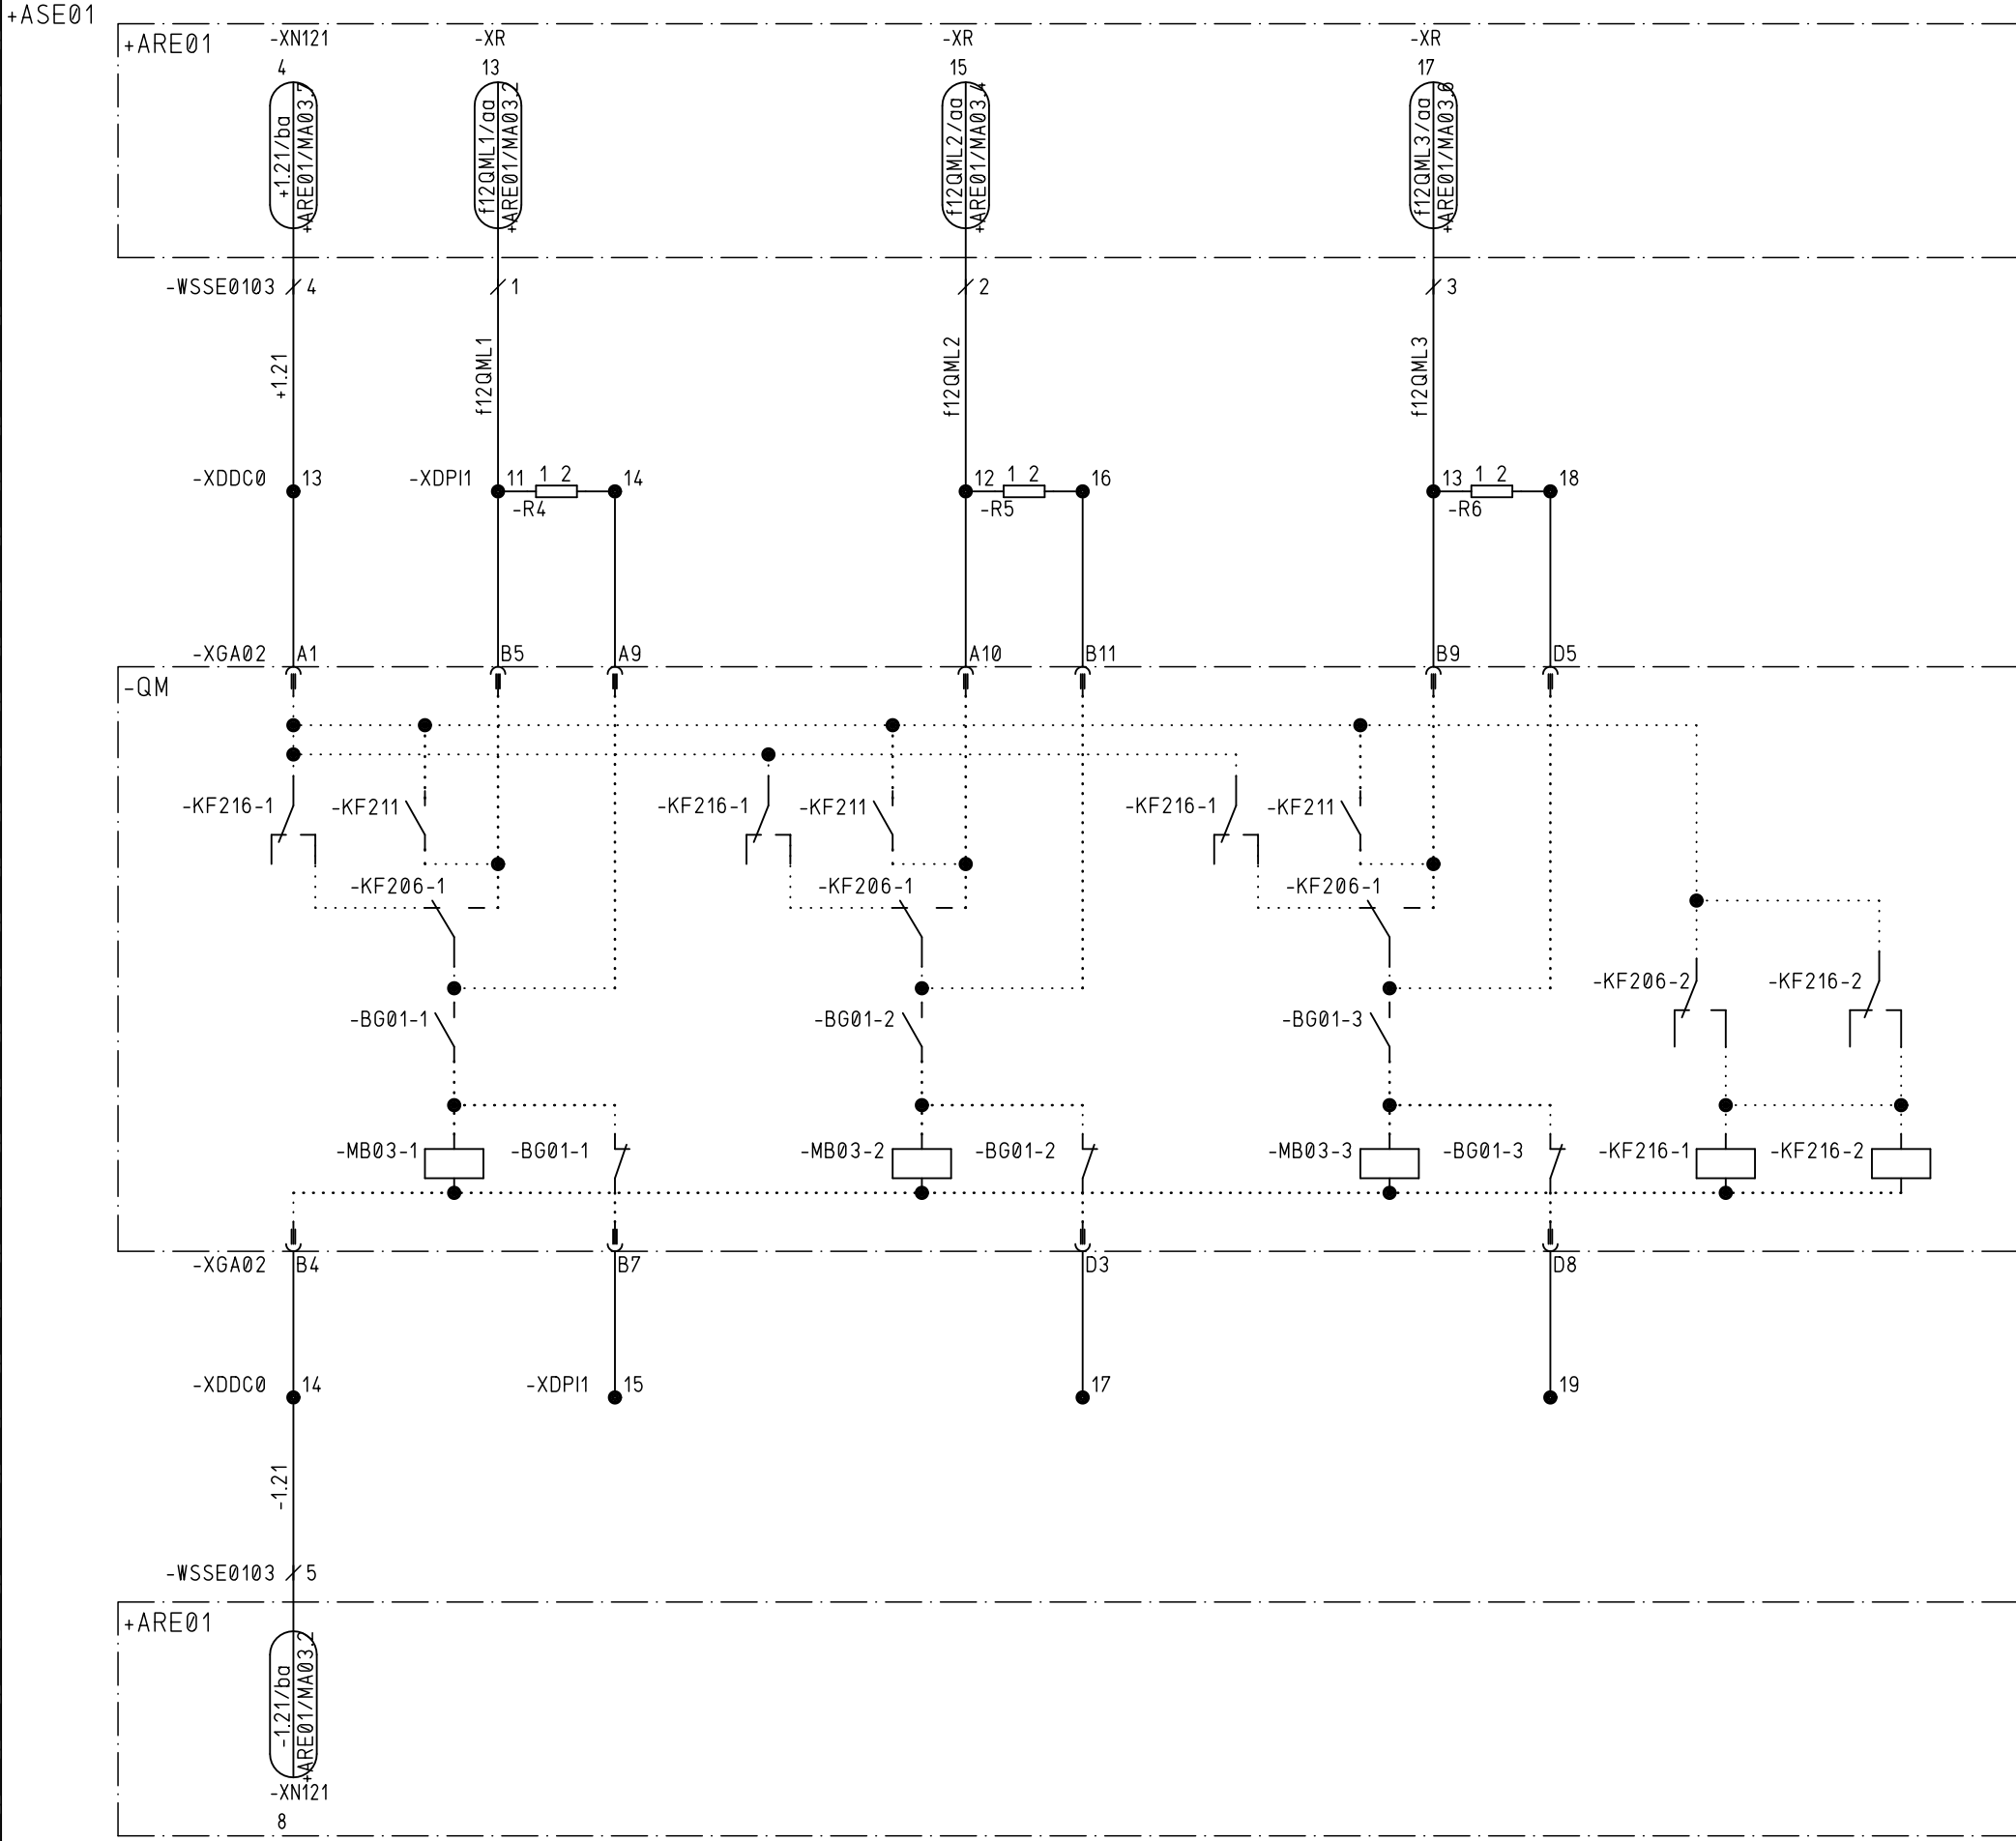 +ASE01
+ARE01
-XN121 -XR -XR -XR
4 13 15 17
+1.21/ba f12QML1/aa f12QML2/aa f12QML3/aa
+ARE01/MA03.2 +ARE01/MA03.4 +ARE01/MA03.6
-WSSE0103 4 1 2 3
+1.21 f12QML1 f12QML2 f12QML3
-XDDC0 13 -XDPI1 11 1 2 14 12 1 2 16 13 1 2 18
-R4 -R5 -R6
-XGA02 A1 B5 A9 A10 B11 B9 D5
-QM
-KF216-1 -KF211 -KF216-1 -KF211 -KF216-1 -KF211
-KF206-1 -KF206-1 -KF206-1
-KF206-2 -KF216-2
-BG01-1 -BG01-2 -BG01-3
-MB03-1 -BG01-1 -MB03-2 -BG01-2 -MB03-3 -BG01-3 -KF216-1 -KF216-2
-XGA02 B4 B7 D3 D8
-XDDC0 14 -XDPI1 15 17 19
-1.21
-WSSE0103 5
+ARE01
-1.21/ba
+ARE01/MA03.2
-XN121
8